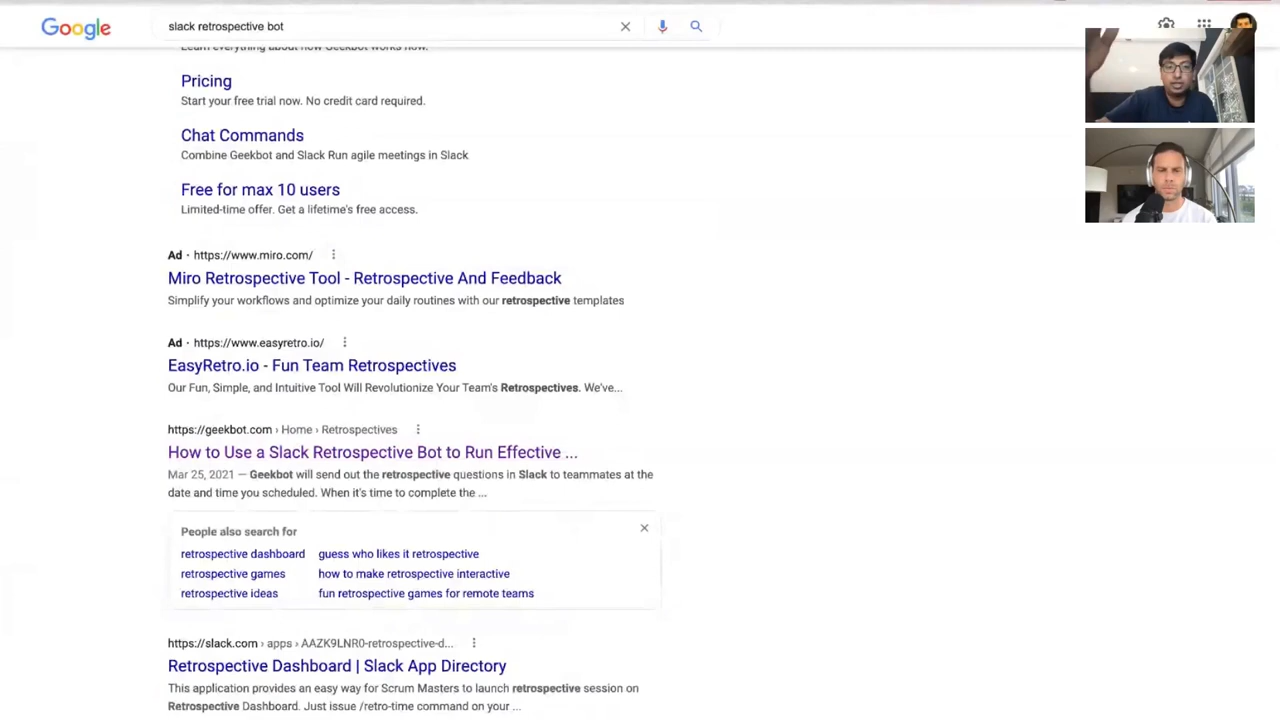 Google
slack retrospective bot
Learn everything about how Geekbot works now.
Pricing
Start your free trial now. No credit card required.
Chat Commands
Combine Geekbot and Slack Run agile meetings in Slack
Free for max 10 users
Limited-time offer. Get a lifetime's free access.
Ad · https://www.miro.com/
Miro Retrospective Tool - Retrospective And Feedback
Simplify your workflows and optimize your daily routines with our retrospective templates
Ad · https://www.easyretro.io/
EasyRetro.io - Fun Team Retrospectives
Our Fun, Simple, and Intuitive Tool Will Revolutionize Your Team's Retrospectives. We've...
https://geekbot.com › Home › Retrospectives
How to Use a Slack Retrospective Bot to Run Effective ...
Mar 25, 2021 — Geekbot will send out the retrospective questions in Slack to teammates at the
date and time you scheduled. When it's time to complete the ...
People also search for
retrospective dashboard guess who likes it retrospective
retrospective games how to make retrospective interactive
retrospective ideas fun retrospective games for remote teams
https://slack.com › apps › AAZK9LNR0-retrospective-d...
Retrospective Dashboard | Slack App Directory
This application provides an easy way for Scrum Masters to launch retrospective session on
Retrospective Dashboard. Just issue /retro-time command on your ...